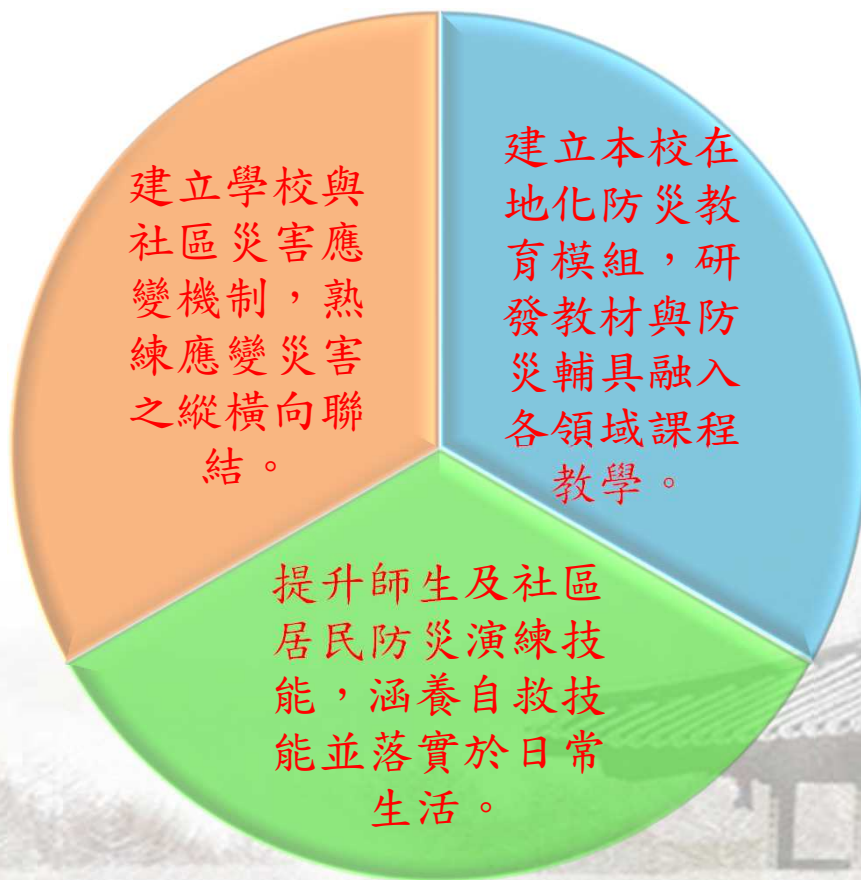 建立學校與
社區災害應
變機制，熟
練應變災害
之縱橫向聯
結。
建立本校在
地化防災教
育模組，研
發教材與防
災輔具融入
各領域課程
教學。
提升師生及社區
居民防災演練技
能，涵養自救技
能並落實於日常
生活。